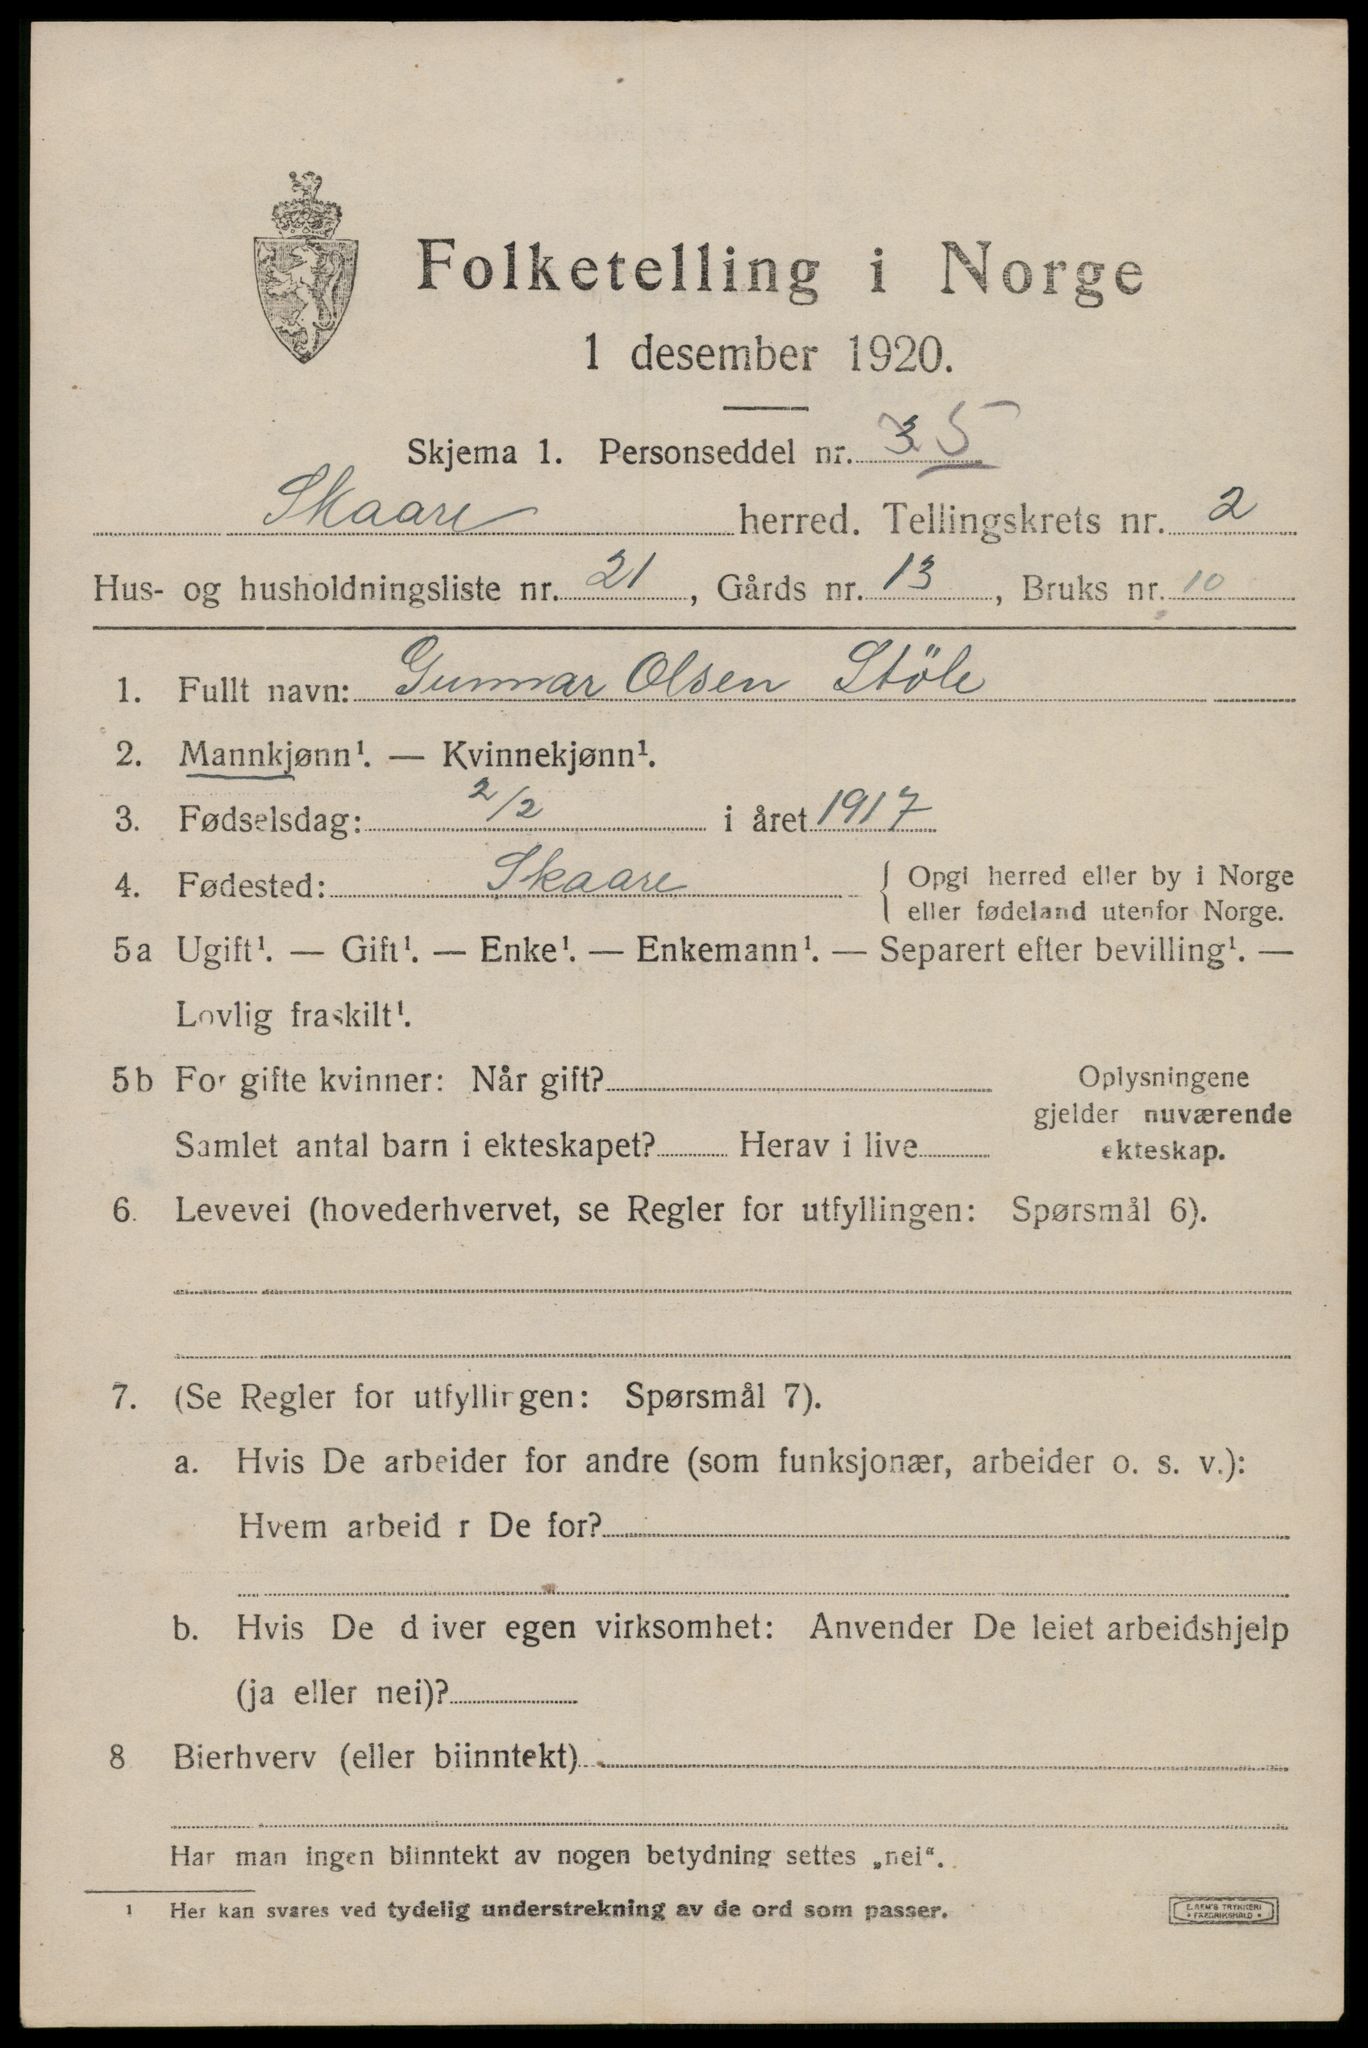 Folketelling i Norge
1 desember 1920.
Skjema 1. Personseddel nr. 5
Skaare herred. Tellingskrets nr. 2
Hus- og husholdningsliste nr. 21, Gårds nr. 13, Bruks nr. 10
1. Fullt navn: Gunnar Olsen Stöle
2. Mannkjønn¹. — Kvinnekjønn¹.
3. Fødselsdag: 2/2 i året 1917
4. Fødested: Skaare { Opgi herred eller by i Norge
eller fødeland utenfor Norge.
5a Ugift¹. — Gift¹. — Enke¹. — Enkemann¹. — Separert efter bevilling¹. —
Lovlig fraskilt¹.
5b For gifte kvinner: Når gift?
Samlet antal barn i ekteskapet? Herav i live
Oplysningene
gjelder nuværende
ekteskap.
6. Levevei (hovederhvervet, se Regler for utfyllingen: Spørsmål 6).
7. (Se Regler for utfyllingen: Spørsmål 7).
a. Hvis De arbeider for andre (som funksjonær, arbeider o. s. v.):
Hvem arbeid r De for?
b. Hvis De d iver egen virksomhet: Anvender De leiet arbeidshjelp
(ja eller nei)?
8 Bierhverv (eller biinntekt)
Har man ingen biinntekt av nogen betydning settes „nei“.
¹ Her kan svares ved tydelig understrekning av de ord som passer.
E. SEM'S TRYKKERI
* FREDRIKSHALD *